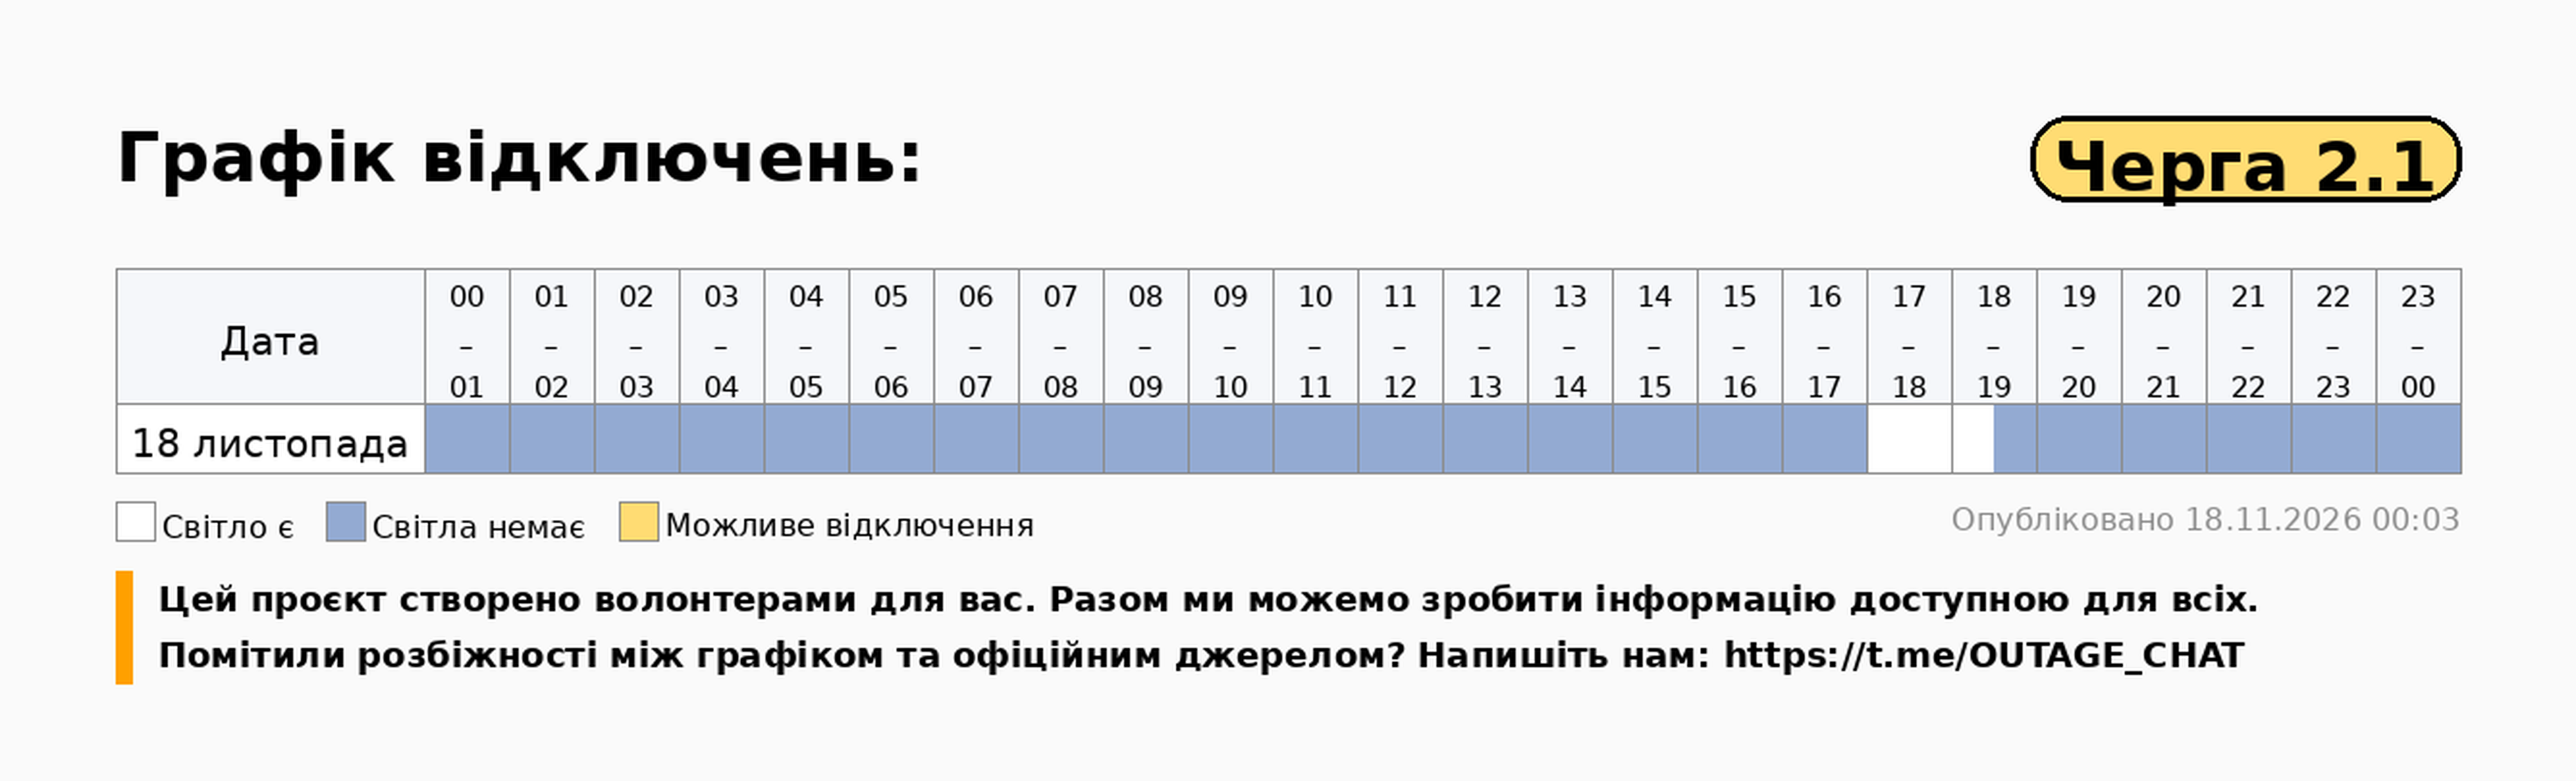 Графік відключень:
Черга 2.1
Дата
00 – 01
01 – 02
02 – 03
03 – 04
04 – 05
05 – 06
06 – 07
07 – 08
08 – 09
09 – 10
10 – 11
11 – 12
12 – 13
13 – 14
14 – 15
15 – 16
16 – 17
17 – 18
18 – 19
19 – 20
20 – 21
21 – 22
22 – 23
23 – 00
18 листопада
Світло є
Світла немає
Можливе відключення
Опубліковано 18.11.2026 00:03
Цей проєкт створено волонтерами для вас. Разом ми можемо зробити інформацію доступною для всіх.
Помітили розбіжності між графіком та офіційним джерелом? Напишіть нам: https://t.me/OUTAGE_CHAT